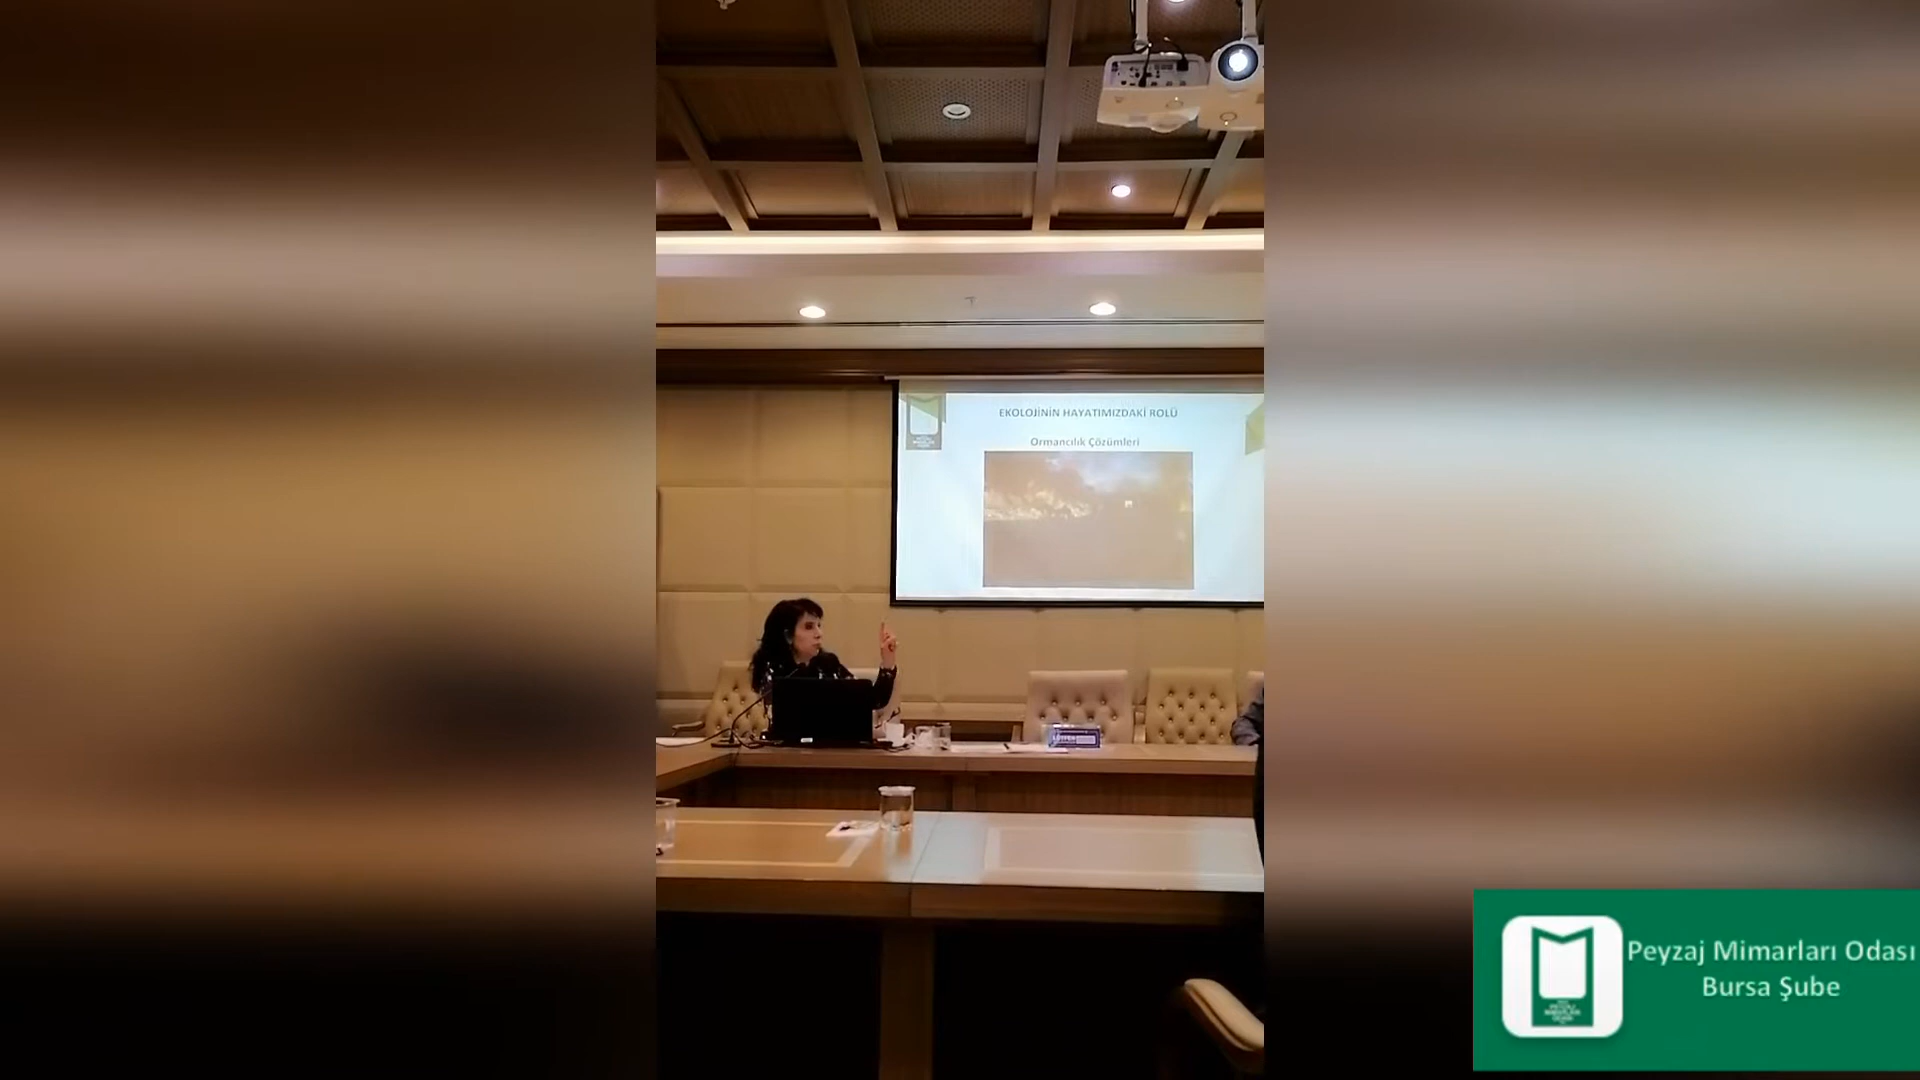 EKOLOJİNİN HAYATIMIZDAKİ ROLÜ
Ormancılık Çözümleri
Peyzaj Mimarları Odası
Bursa Şube